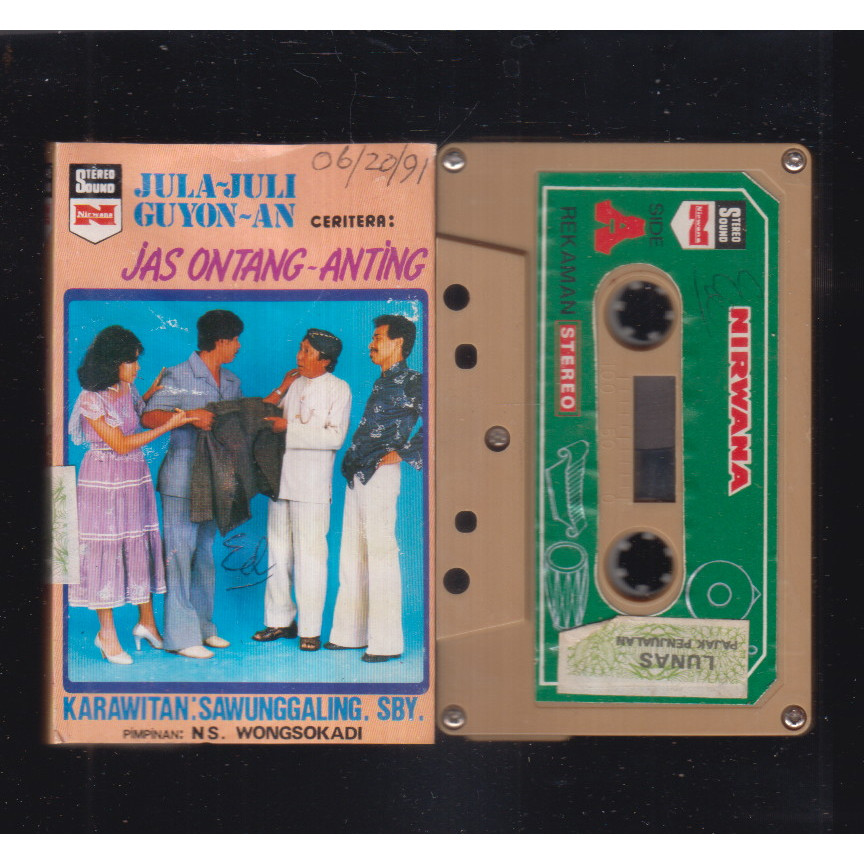 06/20/91
STEREO
SOUND
Nirwana
N
JULA~JULI
GUYON~AN
CERITERA:
JAS ONTANG-ANTING
Ed
KARAWITAN: SAWUNGGALING. SBY.
PIMPINAN: NS. WONGSOKADI
STEREO
SOUND
Nirwana
N
SIDE
A
REKAMAN STEREO
NIRWANA
LUNAS
PAJAK PENJUALAN